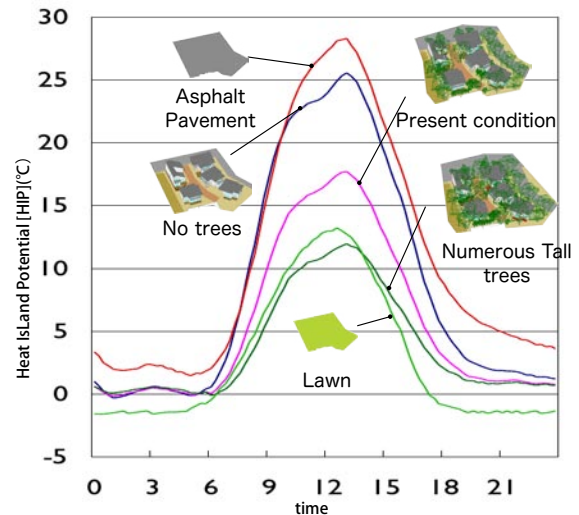 Heat IsLand Potential [HIP](℃)
30
25
20
15
10
5
0
-5
Asphalt
Pavement
No trees
Present condition
Numerous Tall
trees
Lawn
0 3 6 9 12 15 18 21
time